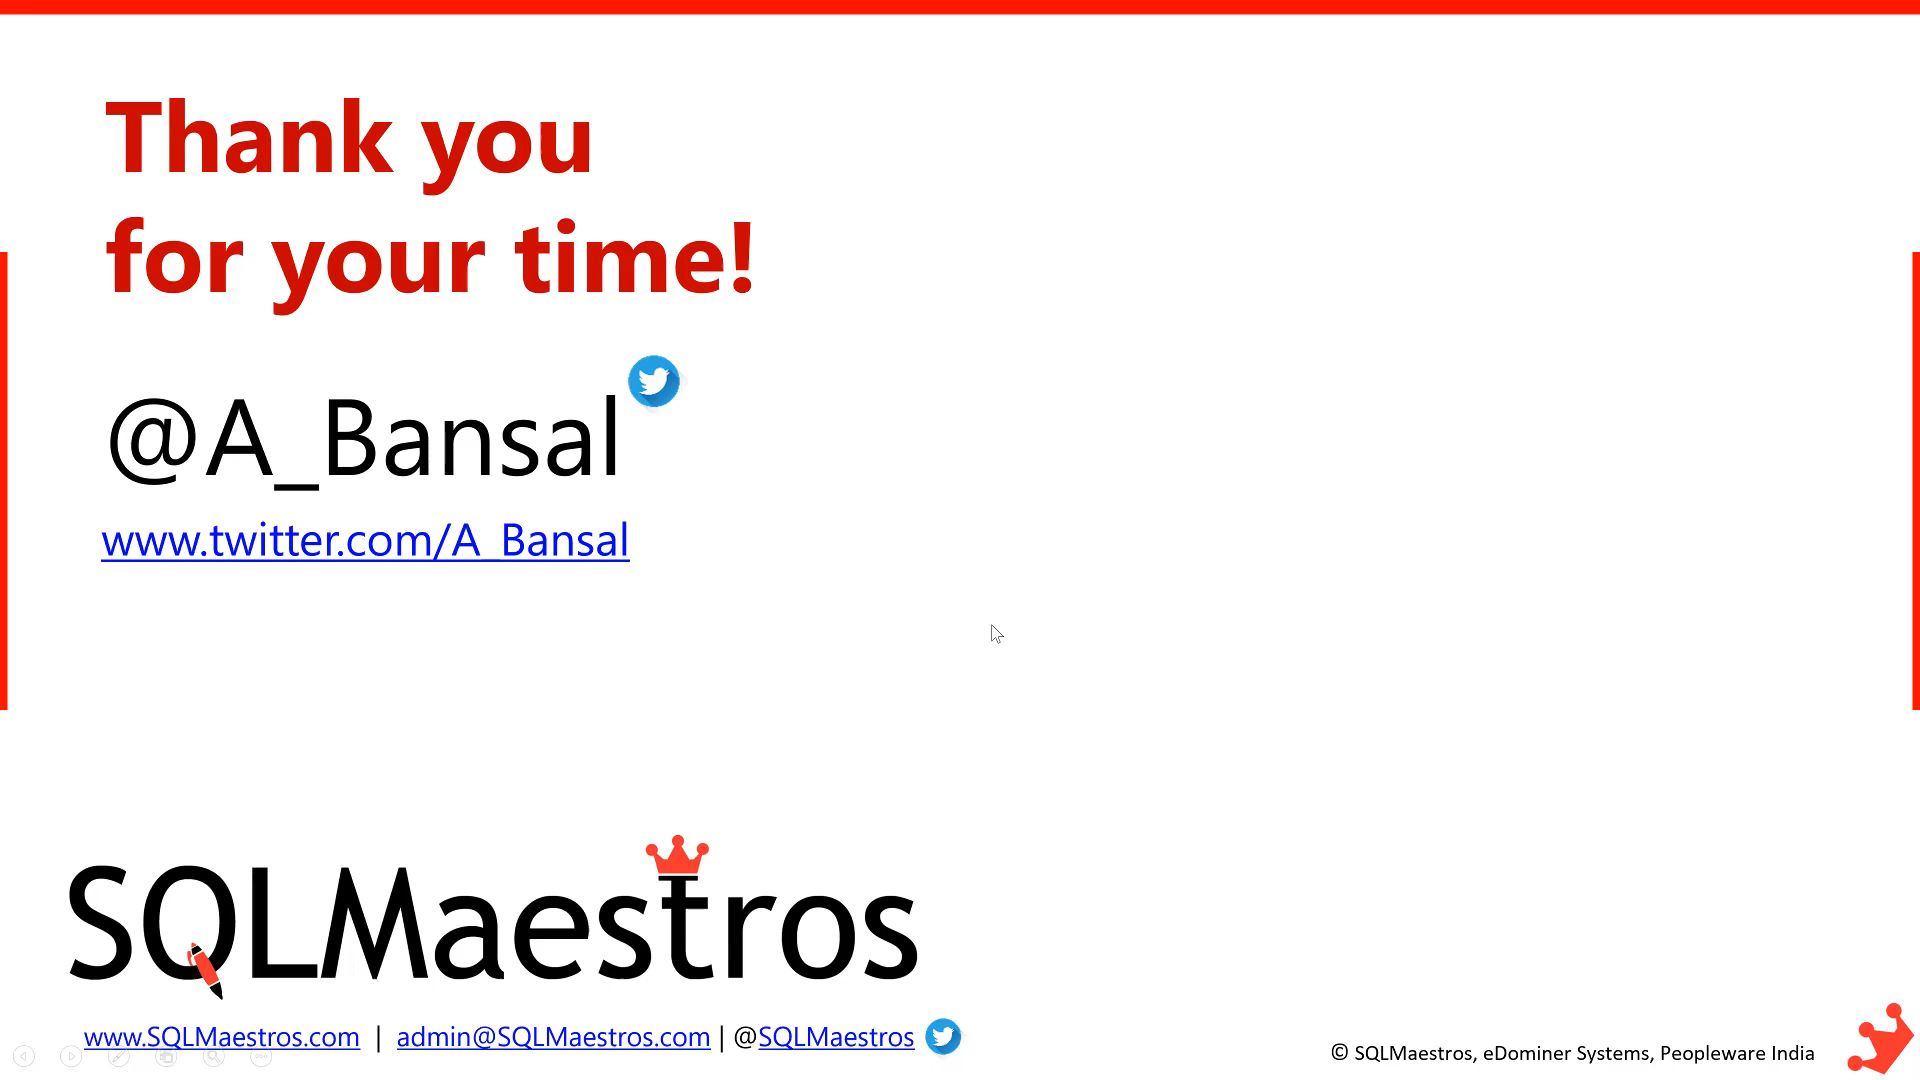 Thank you
for your time!
@A_Bansal
www.twitter.com/A_Bansal
SQLMaestros
www.SQLMaestros.com | admin@SQLMaestros.com | @SQLMaestros
© SQLMaestros, eDominer Systems, Peopleware India